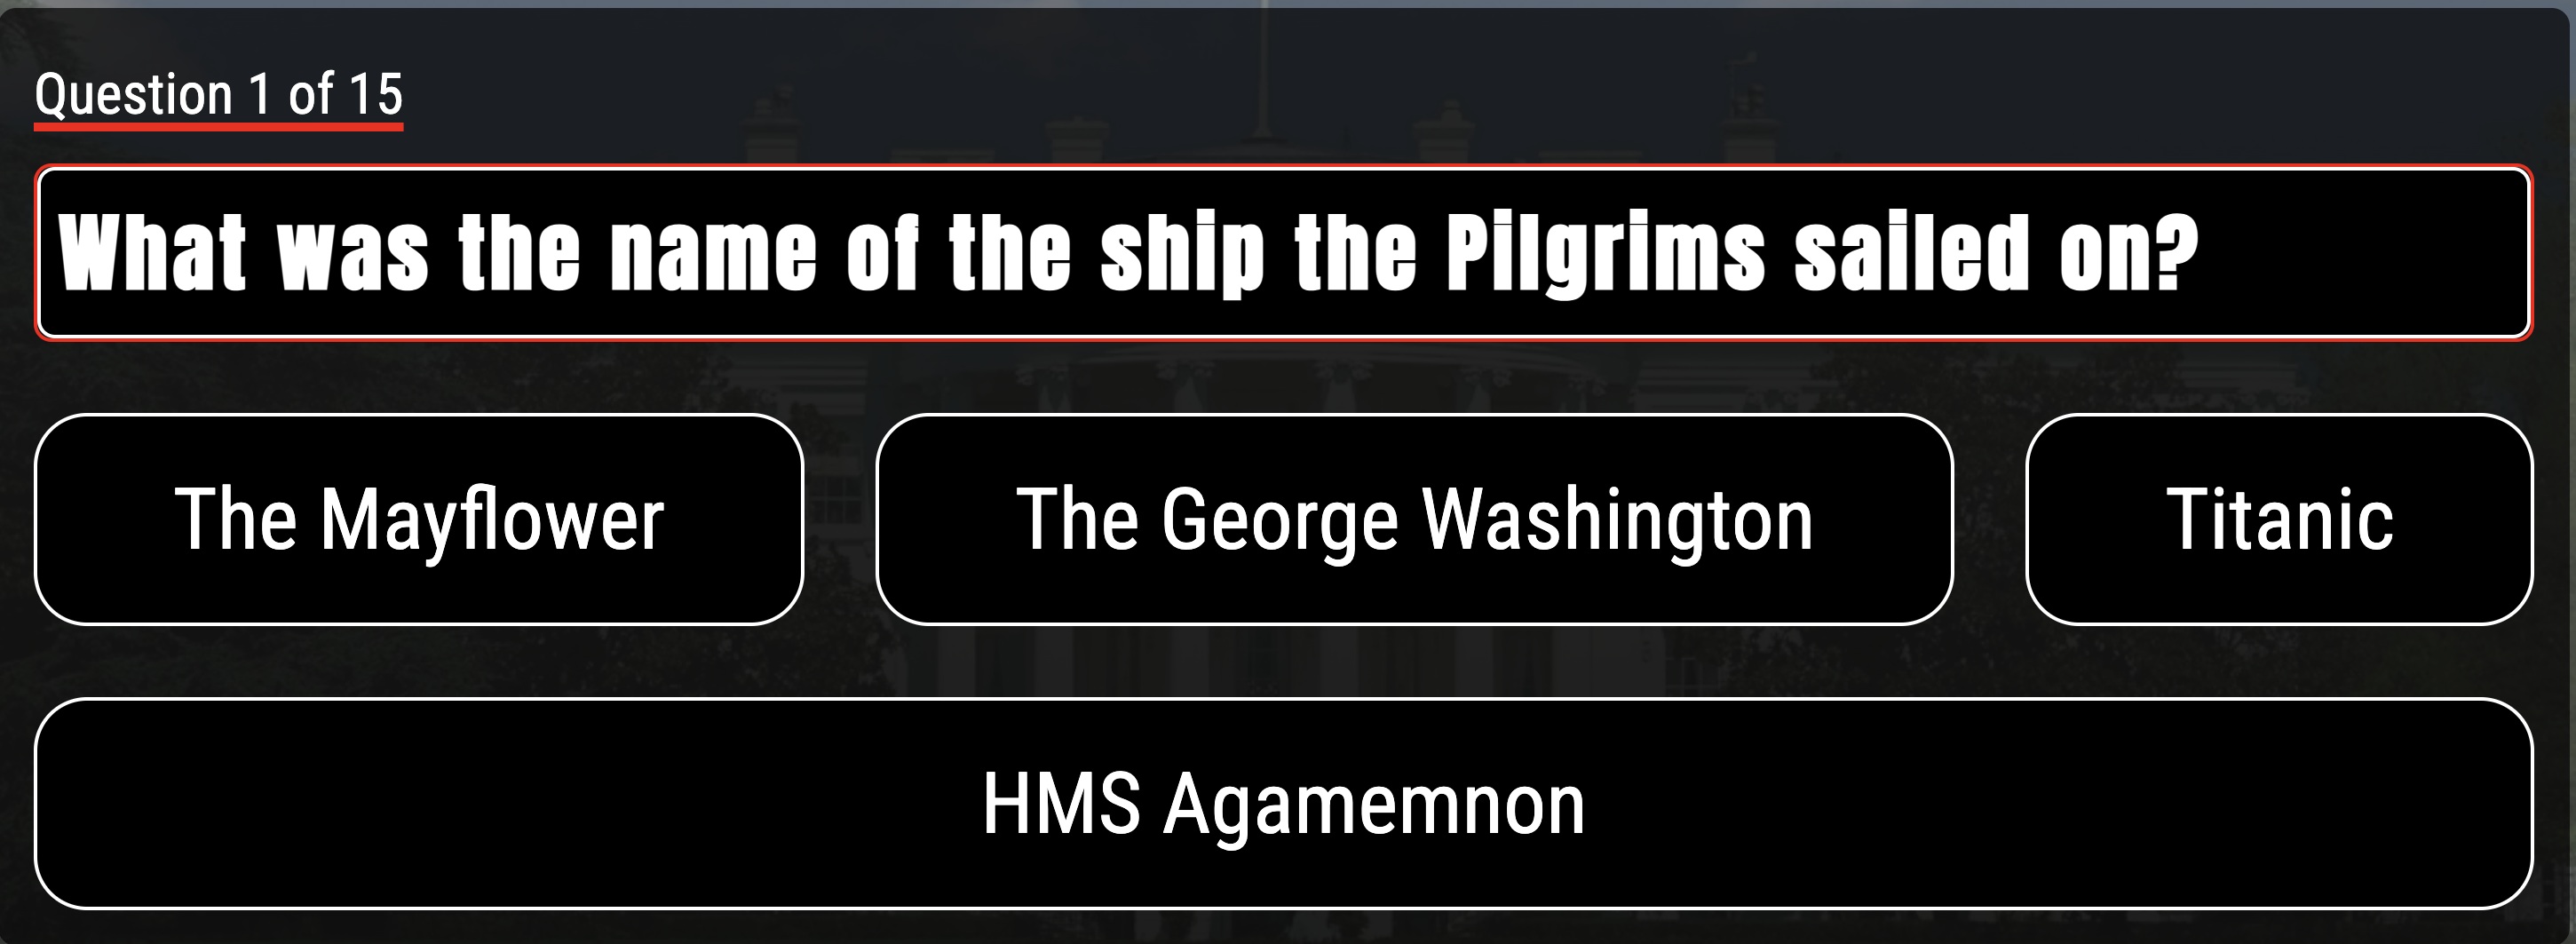 Question 1 of 15
What was the name of the ship the Pilgrims sailed on?
The Mayflower
The George Washington
Titanic
HMS Agamemnon